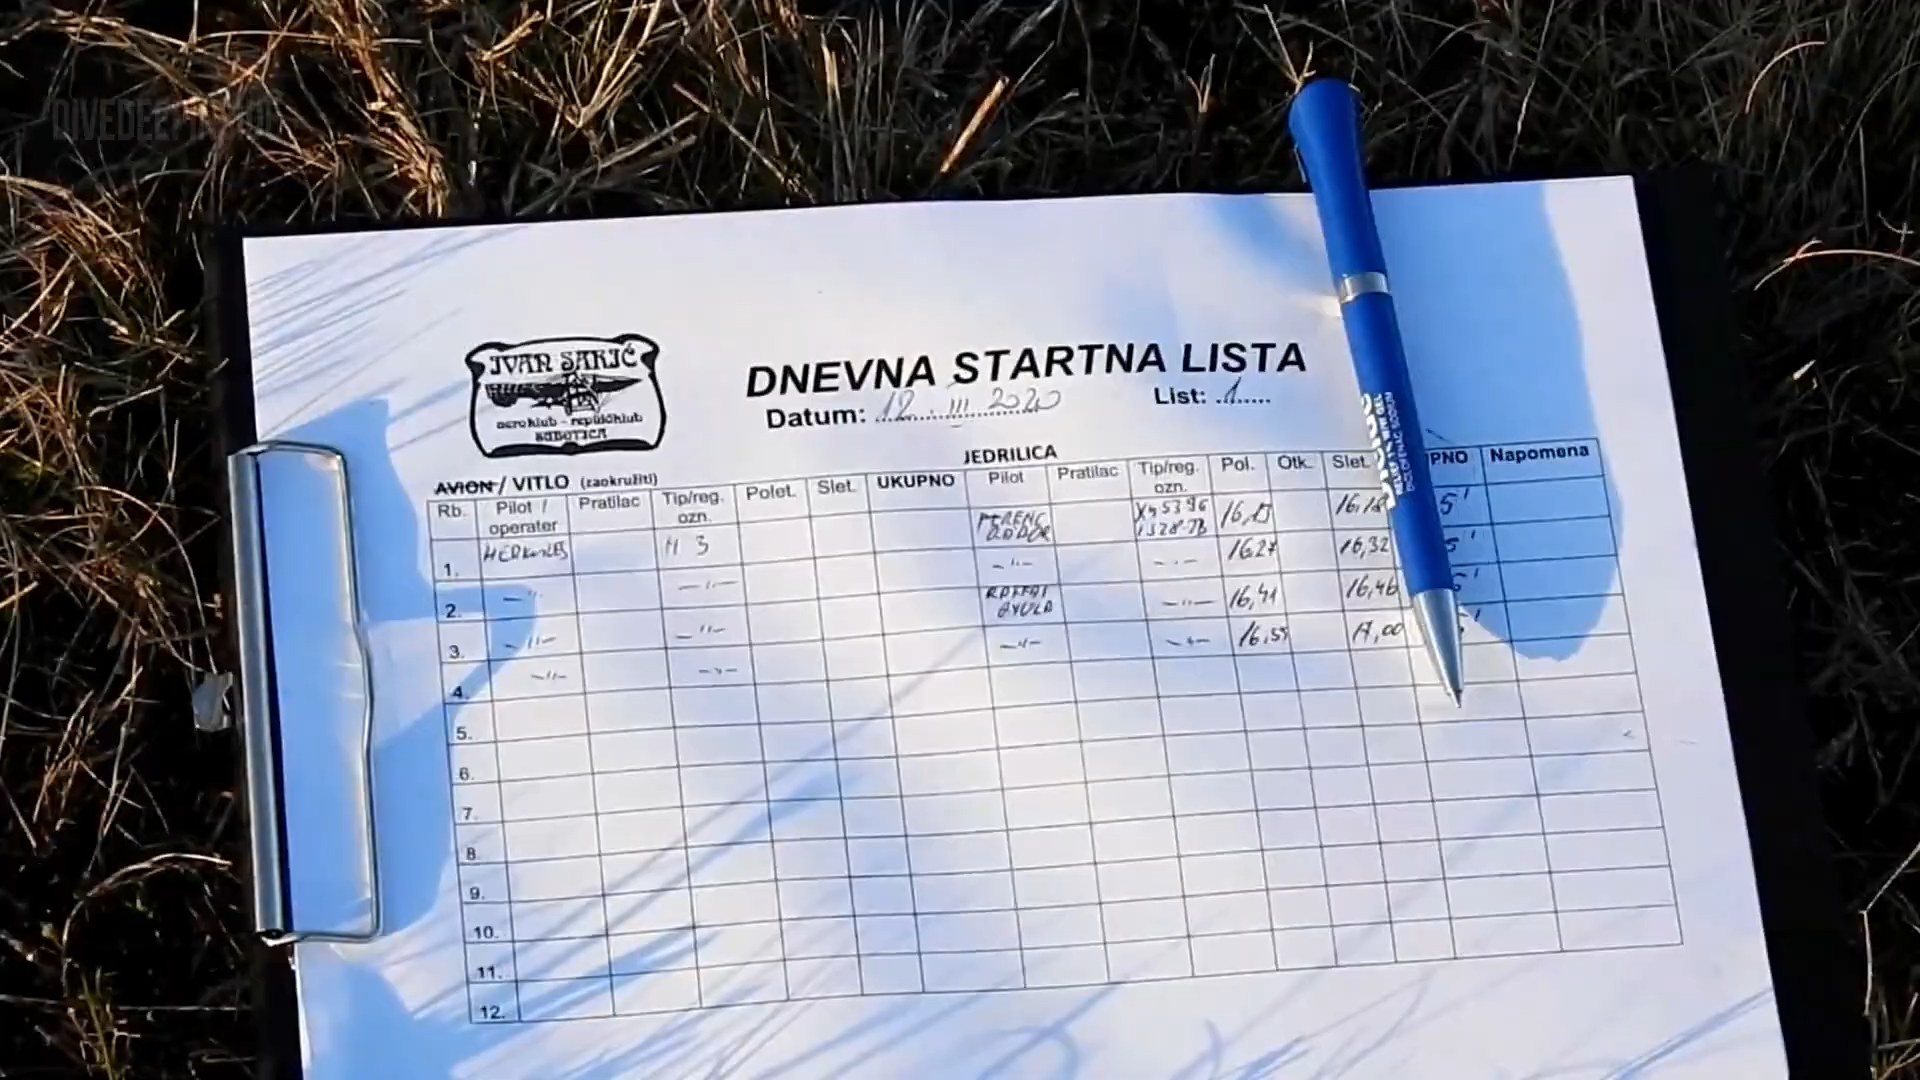 IVAN SARIĆ
aeroklub - repülőklub
SUBOTICA
DNEVNA STARTNA LISTA
Datum: 12. III 2020
List: 1
JEDRILICA
AVION / VITLO (zaokružiti)
Rb. Pilot / operater Pratilac Tip/reg. ozn. Polet. Slet. UKUPNO Pilot Pratilac Tip/reg. ozn. Pol. Otk. Slet. UPNO Napomena
1. HERKULES H 3 FERENC 16,13 16,18 5'
2. -"- -"- -"- -"- 16,27 16,32 5'
3. -"- -"- GYULA -"- 16,41 16,46 5'
4. -"- -"- -"- -"- 16,55 17,00
5.
6.
7.
8.
9.
10.
11.
12.